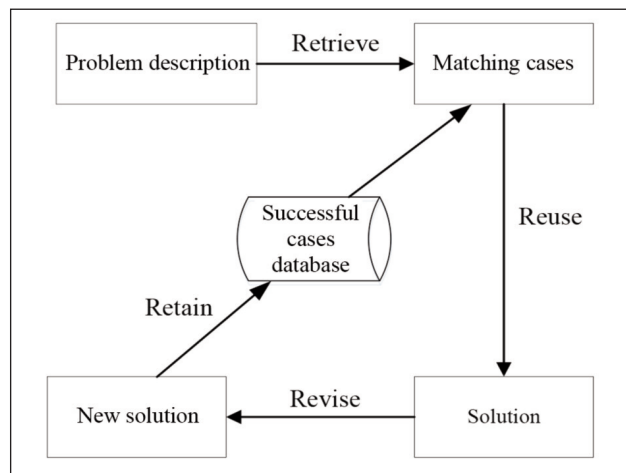 Problem description
Retrieve
Matching cases
Successful
cases
database
Reuse
Retain
New solution
Revise
Solution